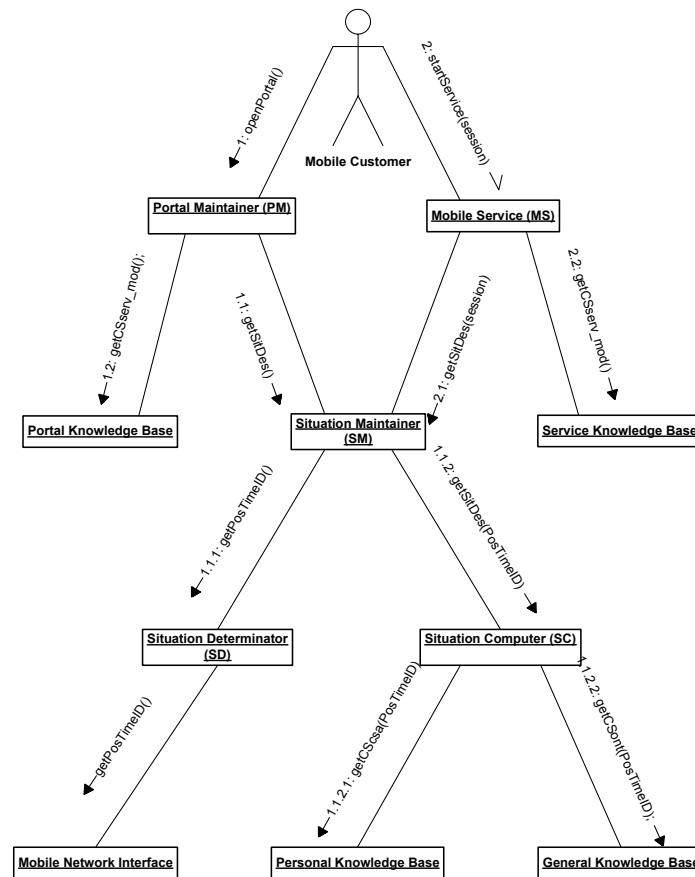 1: openPortal()
2: startService(session)
Mobile Customer
Portal Maintainer (PM)
Mobile Service (MS)
1.2: getCSserv_mod();
1.1: getSitDes()
2.1: getSitDes(session)
2.2: getCSserv_mod()
Portal Knowledge Base
Situation Maintainer
(SM)
Service Knowledge Base
1.1.1: getPosTimeID()
1.1.2: getSitDes(PosTimeID)
Situation Determinator
(SD)
Situation Computer (SC)
getPosTimeID()
1.1.2.1: getCScsa(PosTimeID)
1.1.2.2: getCSont(PosTimeID);
Mobile Network Interface
Personal Knowledge Base
General Knowledge Base